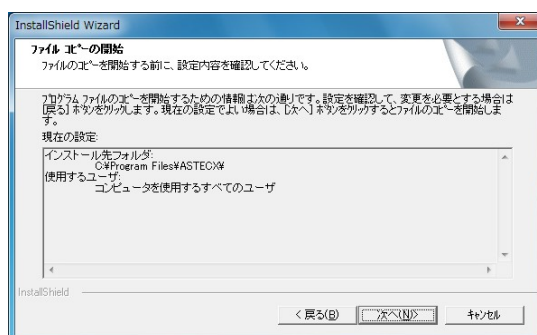 InstallShield Wizard
ﾌｧｲﾙ ｺﾋﾟｰの開始
ﾌｧｲﾙのｺﾋﾟｰを開始する前に、設定内容を確認してください。
ﾌﾟﾛｸﾞﾗﾑ ﾌｧｲﾙのｺﾋﾟｰを開始するための情報は次の通りです。設定を確認して、変更を必要とする場合は
[戻る] ﾎﾞﾀﾝをｸﾘｯｸします。現在の設定でよい場合は、[次へ] ﾎﾞﾀﾝをｸﾘｯｸするとﾌｧｲﾙのｺﾋﾟｰを開始しま
す。
現在の設定:
インストール先フォルダ:
C:¥Program Files¥ASTECX¥
使用するユーザ:
コンピュータを使用するすべてのユーザ
InstallShield
< 戻る(B)
次へ(N)>
ｷｬﾝｾﾙ